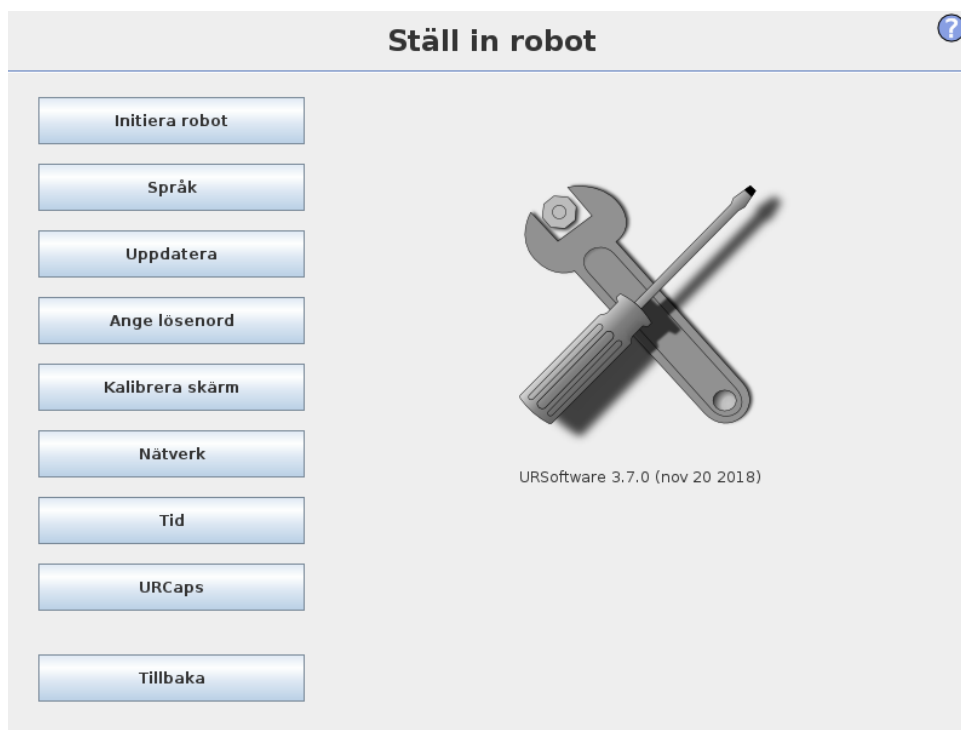 Ställ in robot
?
Initiera robot
Språk
Uppdatera
Ange lösenord
Kalibrera skärm
Nätverk
Tid
URCaps
Tillbaka
URSoftware 3.7.0 (nov 20 2018)